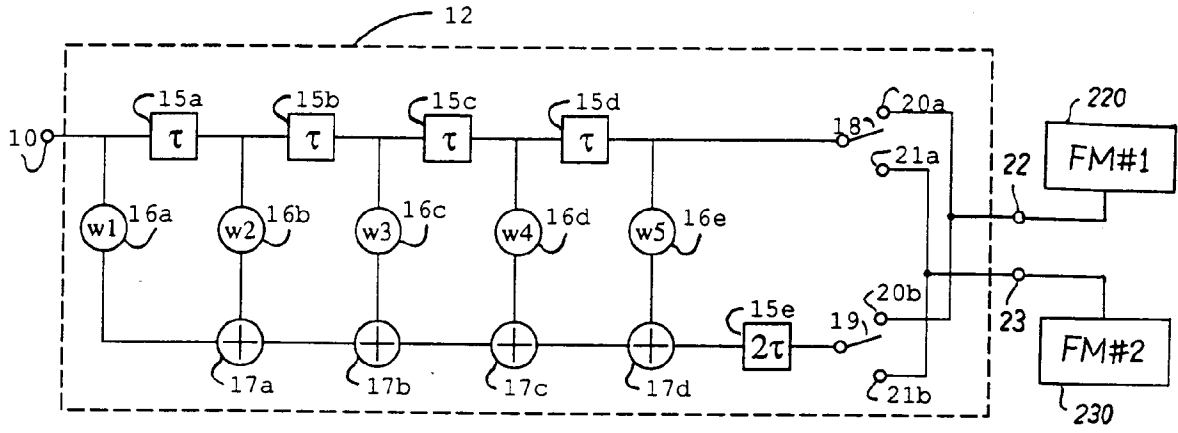 12
15a 15b 15c 15d 20a 220
10 τ τ τ τ 18 FM#1
21a
22
w1 16a w2 16b w3 16c w4 16d w5 16e
20b
15e 19 23
+ + + + 2τ FM#2
17a 17b 17c 17d 21b
230